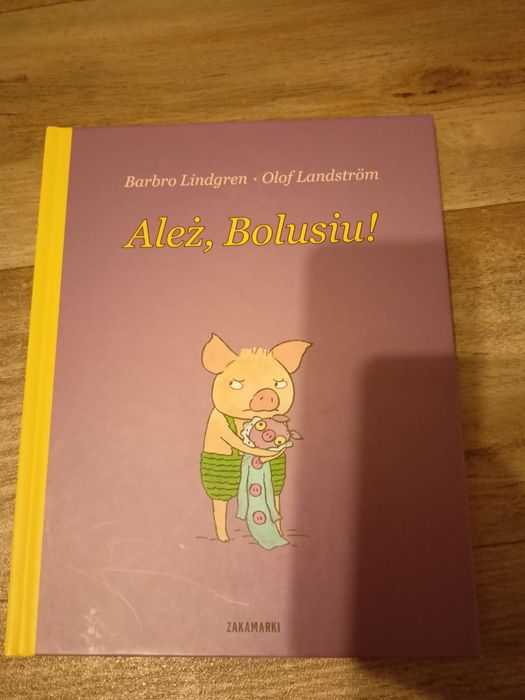 Barbro Lindgren · Olof Landström
Ależ, Bolusiu!
ZAKAMARKI